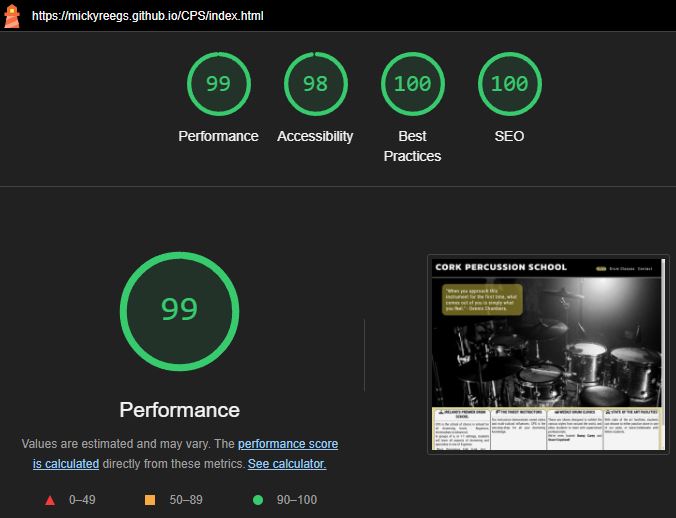 https://mickyreegs.github.io/CPS/index.html
99
98
100
100
Performance
Accessibility
Best
Practices
SEO
99
Performance
Values are estimated and may vary. The performance score
is calculated directly from these metrics. See calculator.
0–49
50–89
90–100
CORK PERCUSSION SCHOOL
Drum Classes
Contact
"When you approach this
instrument for the first time, what
comes out of you is simply what
you feel." - Dennis Chambers.
IRELAND'S PREMIER DRUM
SCHOOL
THE FINEST INSTRUCTORS
WEEKLY DRUM CLASSES
STATE OF THE ART FACILITIES